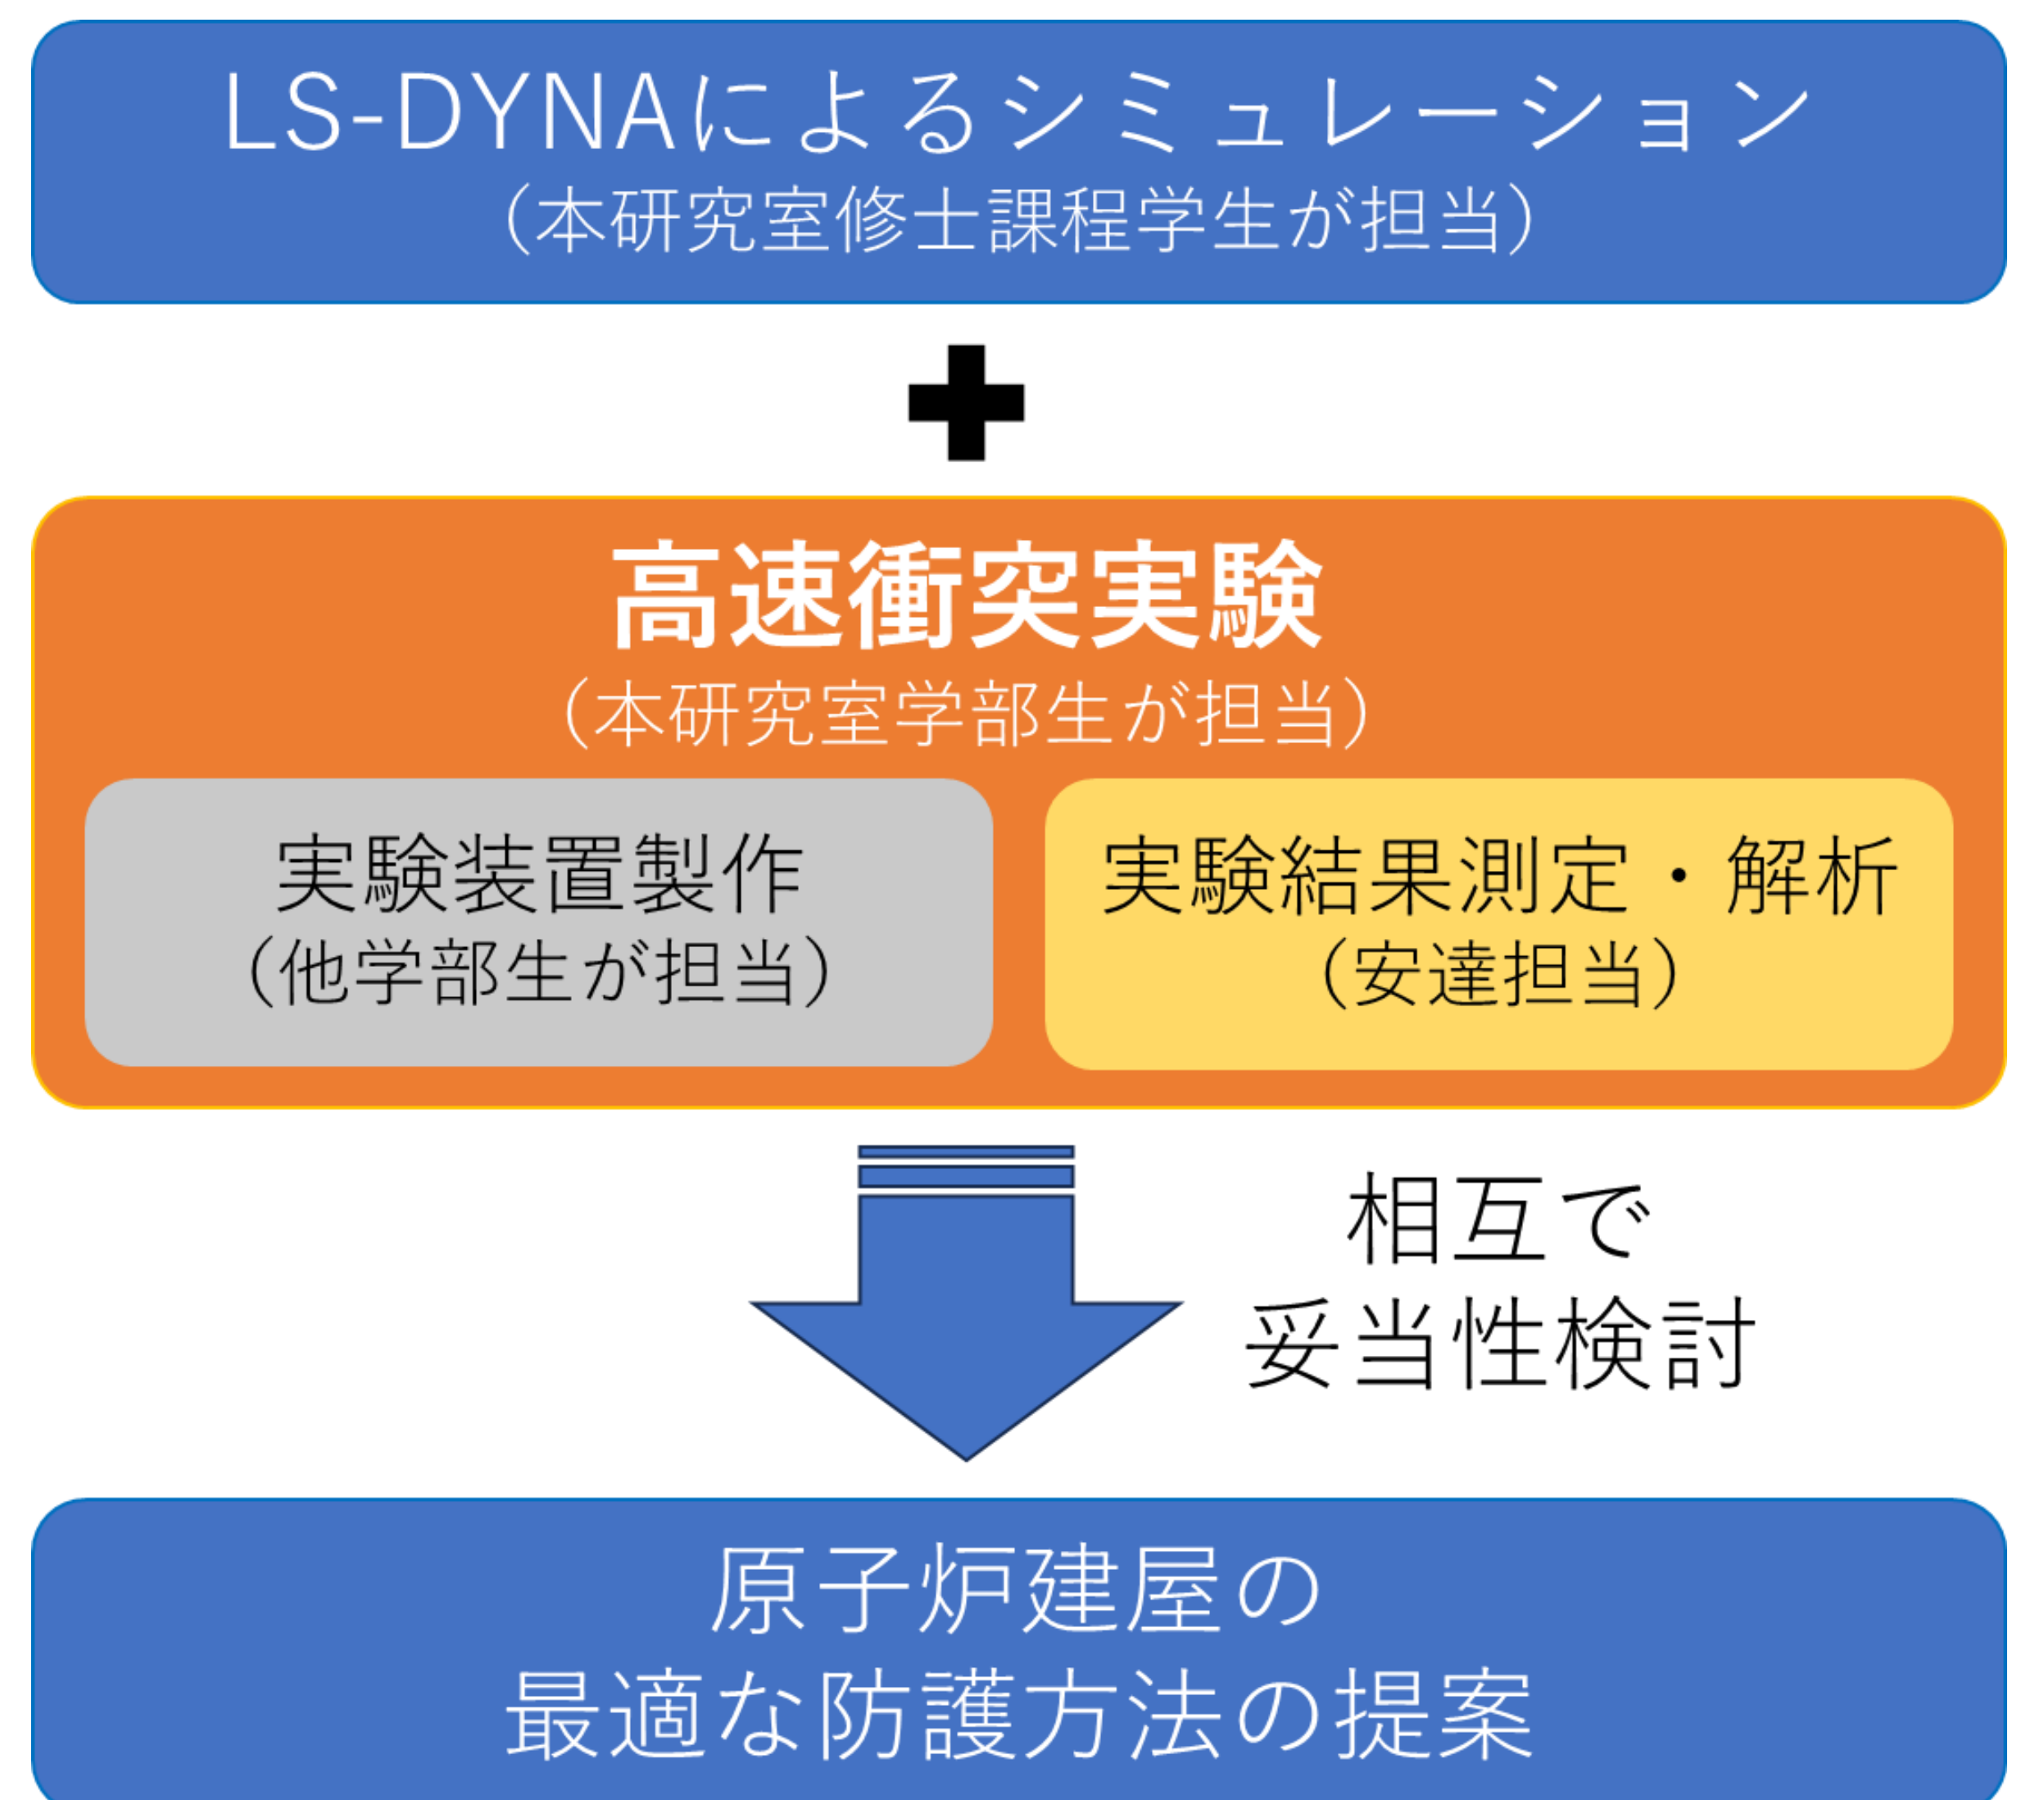 LS-DYNAによるシミュレーション
（本研究室修士課程学生が担当）
高速衝突実験
（本研究室学部生が担当）
実験装置製作
（他学部生が担当）
実験結果測定・解析
（安達担当）
相互で
妥当性検討
原子炉建屋の
最適な防護方法の提案